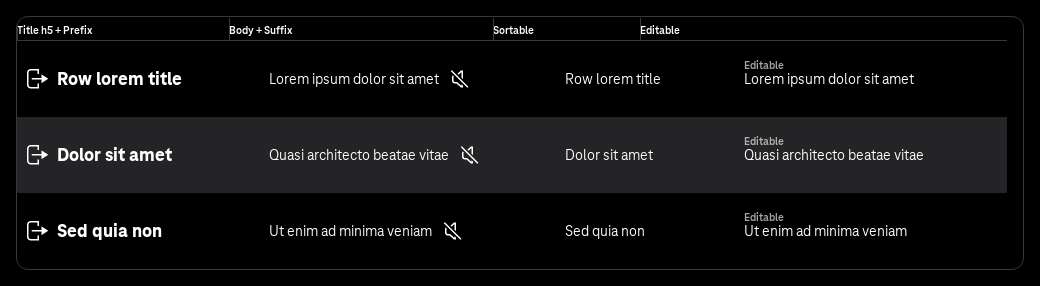 Title h5 + Prefix Body + Suffix Sortable Editable
Row lorem title Lorem ipsum dolor sit amet Row lorem title Editable Lorem ipsum dolor sit amet
Dolor sit amet Quasi architecto beatae vitae Dolor sit amet Editable Quasi architecto beatae vitae
Sed quia non Ut enim ad minima veniam Sed quia non Editable Ut enim ad minima veniam